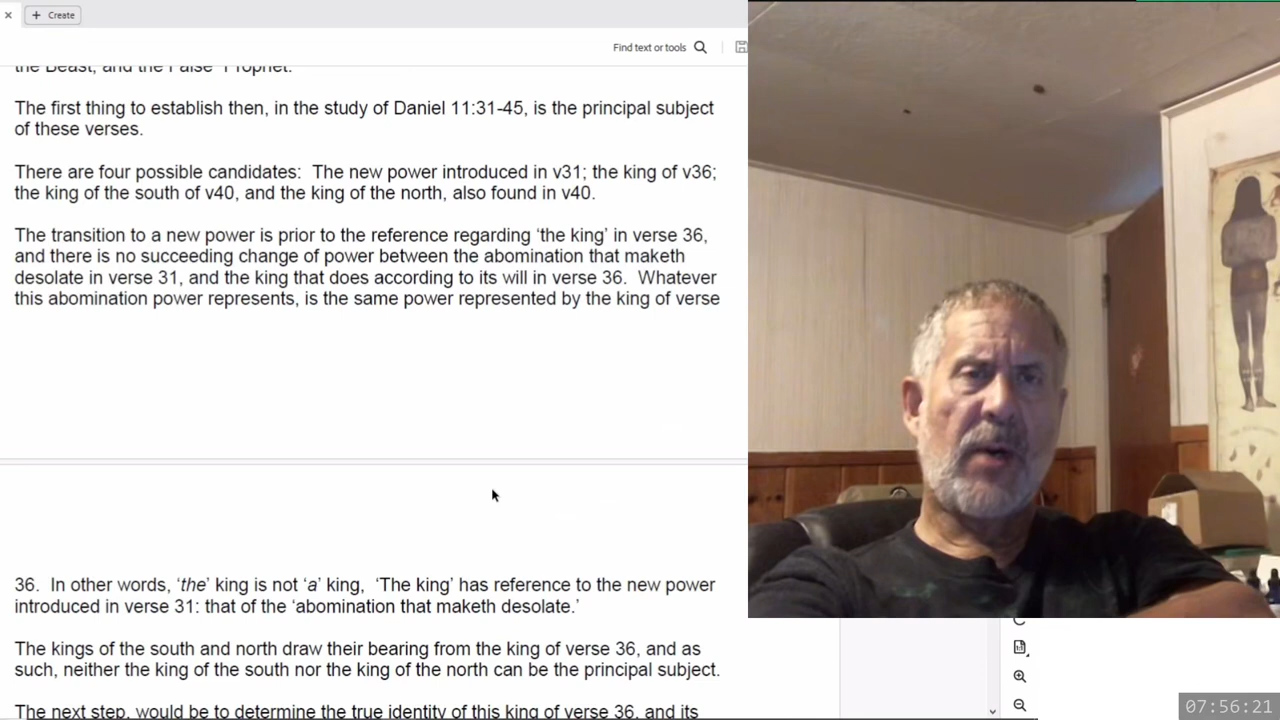 Create
Find text or tools
the Beast, and the False Prophet.
The first thing to establish then, in the study of Daniel 11:31-45, is the principal subject
of these verses.
There are four possible candidates: The new power introduced in v31; the king of v36;
the king of the south of v40, and the king of the north, also found in v40.
The transition to a new power is prior to the reference regarding ‘the king’ in verse 36,
and there is no succeeding change of power between the abomination that maketh
desolate in verse 31, and the king that does according to its will in verse 36. Whatever
this abomination power represents, is the same power represented by the king of verse
36. In other words, ‘the’ king is not ‘a’ king, ‘The king’ has reference to the new power
introduced in verse 31: that of the ‘abomination that maketh desolate.’
The kings of the south and north draw their bearing from the king of verse 36, and as
such, neither the king of the south nor the king of the north can be the principal subject.
The next step, would be to determine the true identity of this king of verse 36, and its
07:56:21